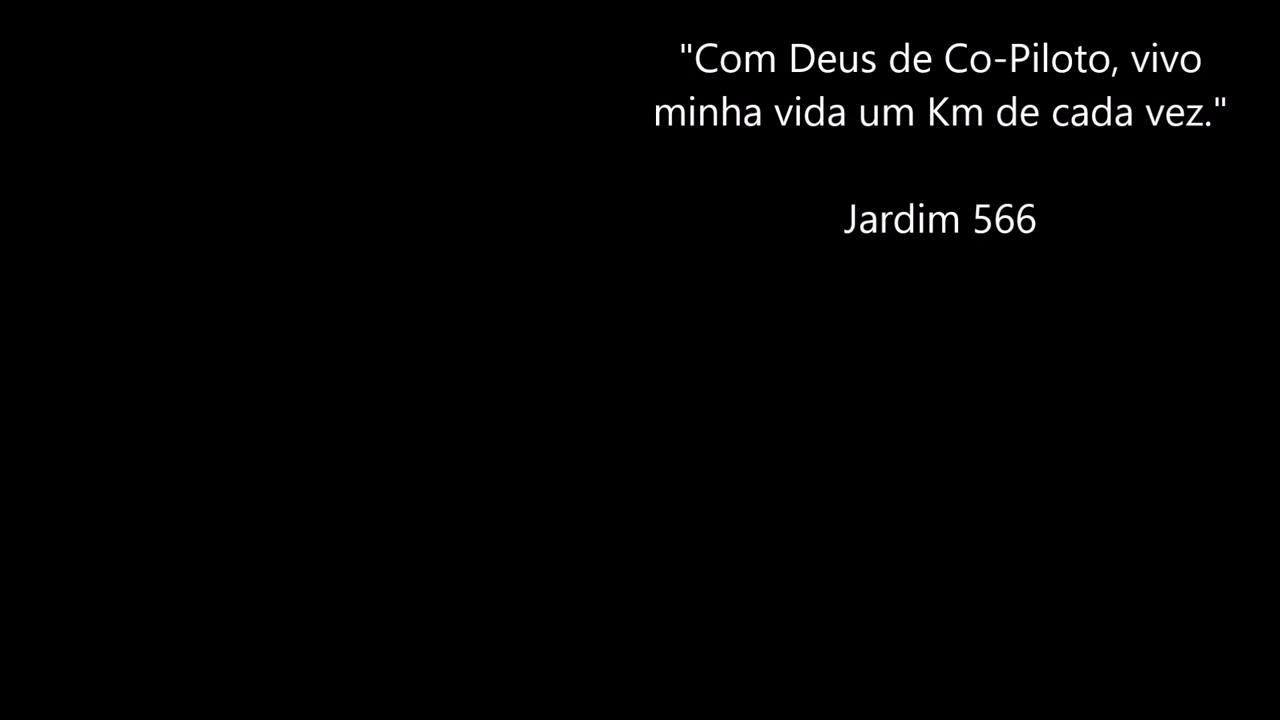 "Com Deus de Co-Piloto, vivo
minha vida um Km de cada vez."
Jardim 566